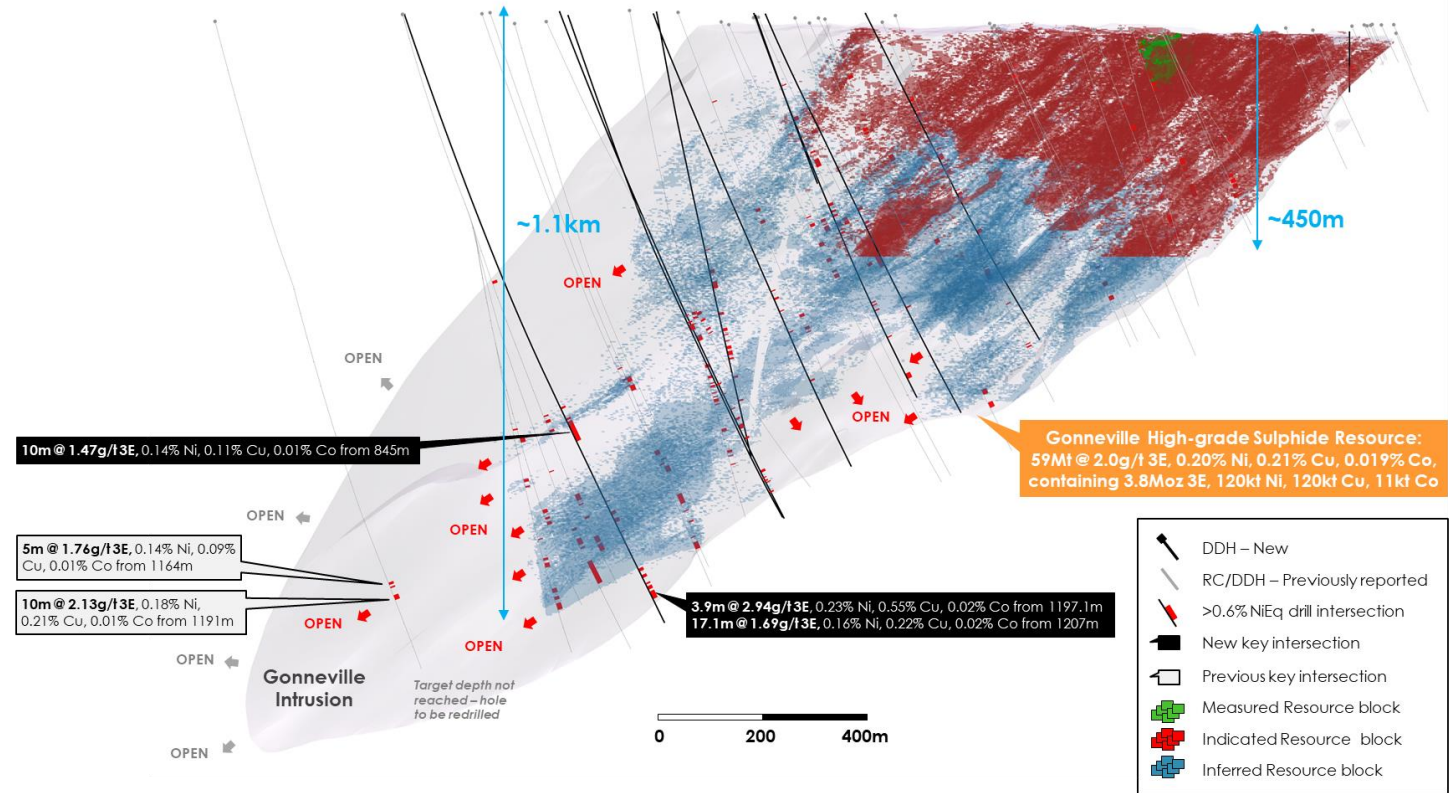 ~1.1km
~450m
OPEN
OPEN
OPEN
10m @ 1.47g/t 3E, 0.14% Ni, 0.11% Cu, 0.01% Co from 845m
Gonneville High-grade Sulphide Resource:
59Mt @ 2.0g/t 3E, 0.20% Ni, 0.21% Cu, 0.019% Co,
containing 3.8Moz 3E, 120kt Ni, 120kt Cu, 11kt Co
OPEN
OPEN
5m @ 1.76g/t 3E, 0.14% Ni, 0.09%
Cu, 0.01% Co from 1164m
10m @ 2.13g/t 3E, 0.18% Ni,
0.21% Cu, 0.01% Co from 1191m
OPEN
3.9m @ 2.94g/t 3E, 0.23% Ni, 0.55% Cu, 0.02% Co from 1197.1m
17.1m @ 1.69g/t 3E, 0.16% Ni, 0.22% Cu, 0.02% Co from 1207m
OPEN
OPEN
Gonneville
Intrusion
Target depth not
reached – hole
to be redrilled
OPEN
0 200 400m
DDH – New
RC/DDH – Previously reported
>0.6% NiEq drill intersection
New key intersection
Previous key intersection
Measured Resource block
Indicated Resource block
Inferred Resource block